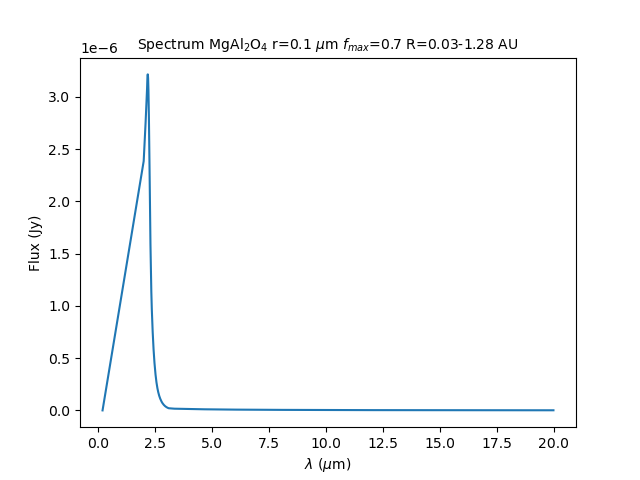 Spectrum MgAl₂O₄ r=0.1 μm f_max=0.7 R=0.03-1.28 AU
1e−6
3.0
2.5
2.0
1.5
1.0
0.5
0.0
Flux (Jy)
0.0 2.5 5.0 7.5 10.0 12.5 15.0 17.5 20.0
λ (μm)